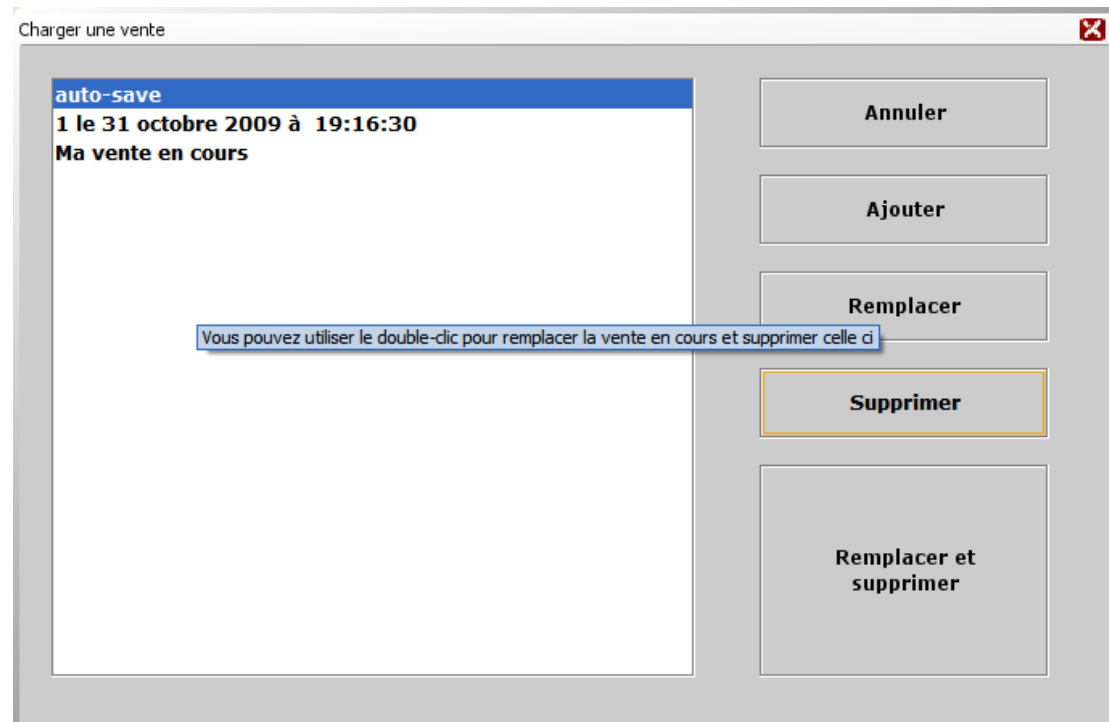 Charger une vente
auto-save
1 le 31 octobre 2009 à 19:16:30
Ma vente en cours
Vous pouvez utiliser le double-clic pour remplacer la vente en cours et supprimer celle ci
Annuler
Ajouter
Remplacer
Supprimer
Remplacer et
supprimer